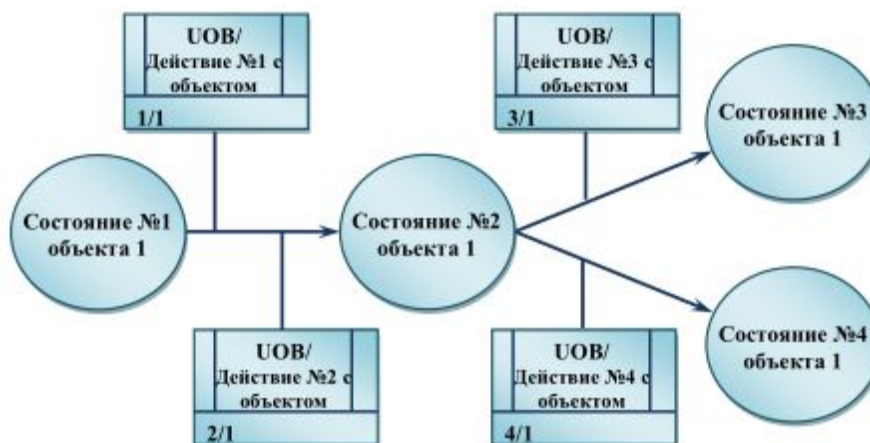 UOB/
Действие №1 с
объектом
1/1
UOB/
Действие №3 с
объектом
3/1
Состояние №3
объекта 1
Состояние №1
объекта 1
Состояние №2
объекта 1
UOB/
Действие №2 с
объектом
2/1
UOB/
Действие №4 с
объектом
4/1
Состояние №4
объекта 1